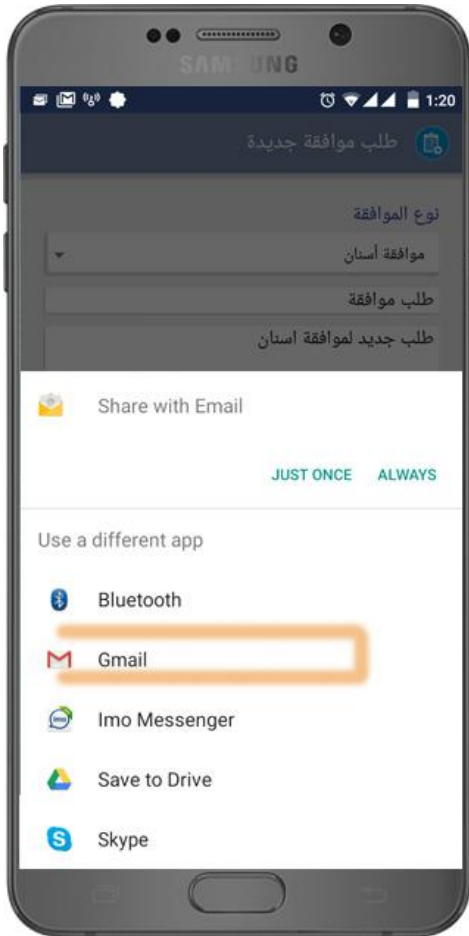 SAMSUNG
1:20
طلب موافقة جديدة
نوع الموافقة
موافقة أسنان
طلب موافقة
طلب جديد لموافقة اسنان
Share with Email
JUST ONCE ALWAYS
Use a different app
Bluetooth
Gmail
Imo Messenger
Save to Drive
Skype